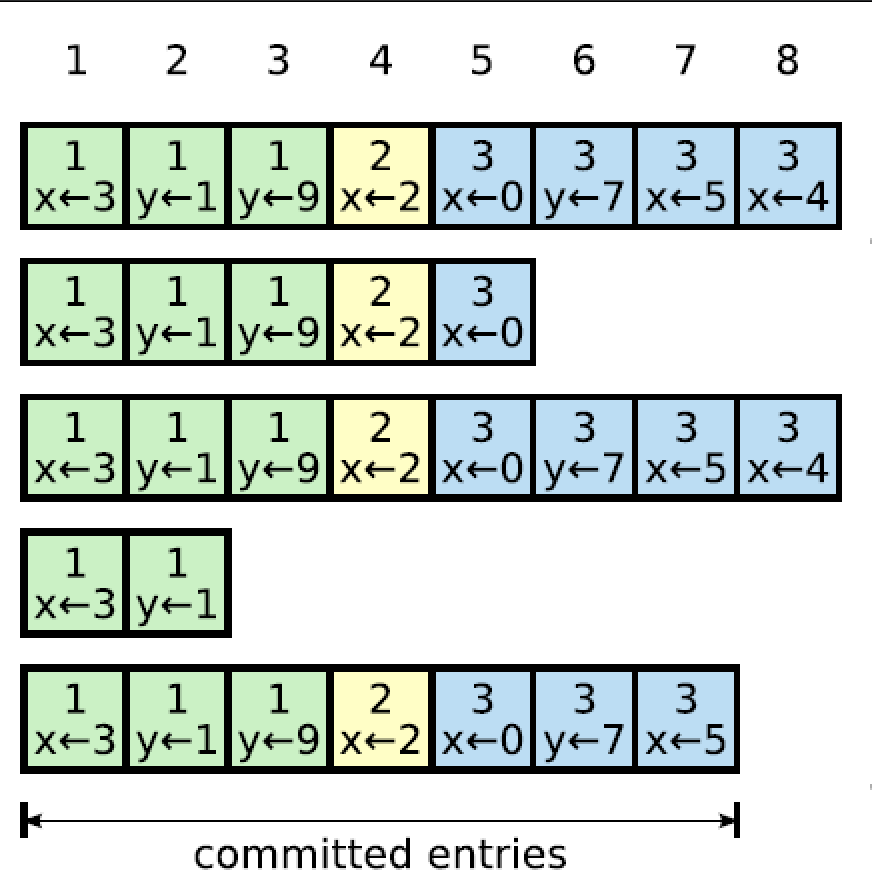 1 2 3 4 5 6 7 8
1 1 1 2 3 3 3 3
x←3 y←1 y←9 x←2 x←0 y←7 x←5 x←4
1 1 1 2 3
x←3 y←1 y←9 x←2 x←0
1 1 1 2 3 3 3 3
x←3 y←1 y←9 x←2 x←0 y←7 x←5 x←4
1 1
x←3 y←1
1 1 1 2 3 3 3
x←3 y←1 y←9 x←2 x←0 y←7 x←5
committed entries